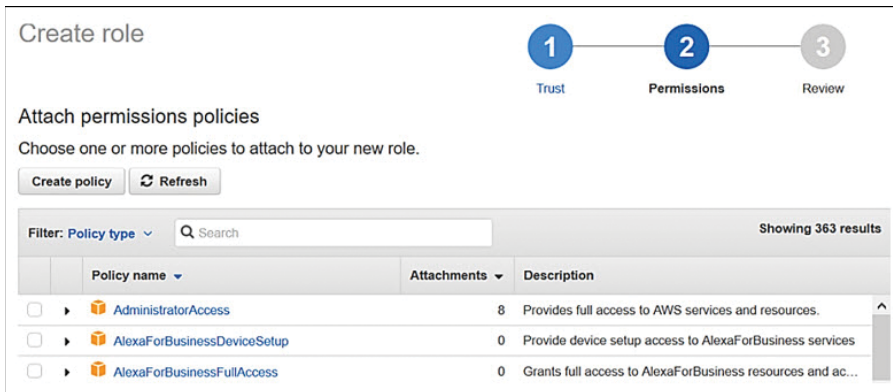 Create role
1
2
3
Trust
Permissions
Review
Attach permissions policies
Choose one or more policies to attach to your new role.
Create policy
Refresh
Filter: Policy type
Search
Showing 363 results
Policy name
Attachments
Description
AdministratorAccess 8 Provides full access to AWS services and resources.
AlexaForBusinessDeviceSetup 0 Provide device setup access to AlexaForBusiness services
AlexaForBusinessFullAccess 0 Grants full access to AlexaForBusiness resources and ac...